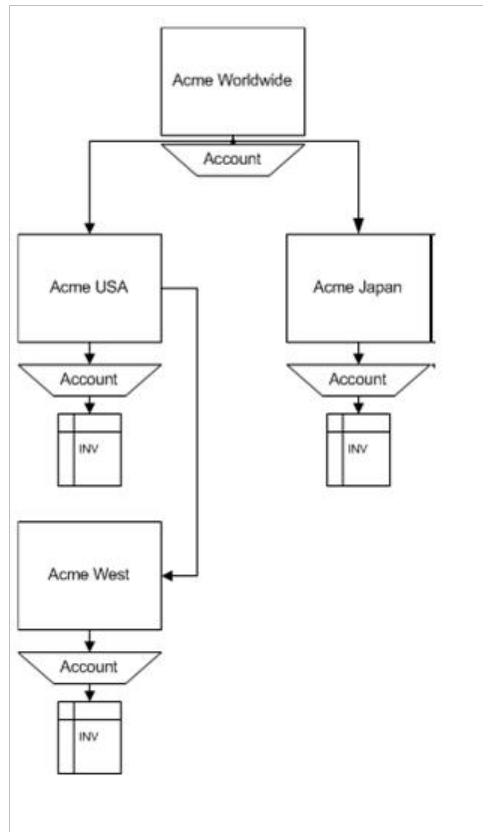 Acme Worldwide
Account
Acme USA
Acme Japan
Account
Account
INV
INV
Acme West
Account
INV